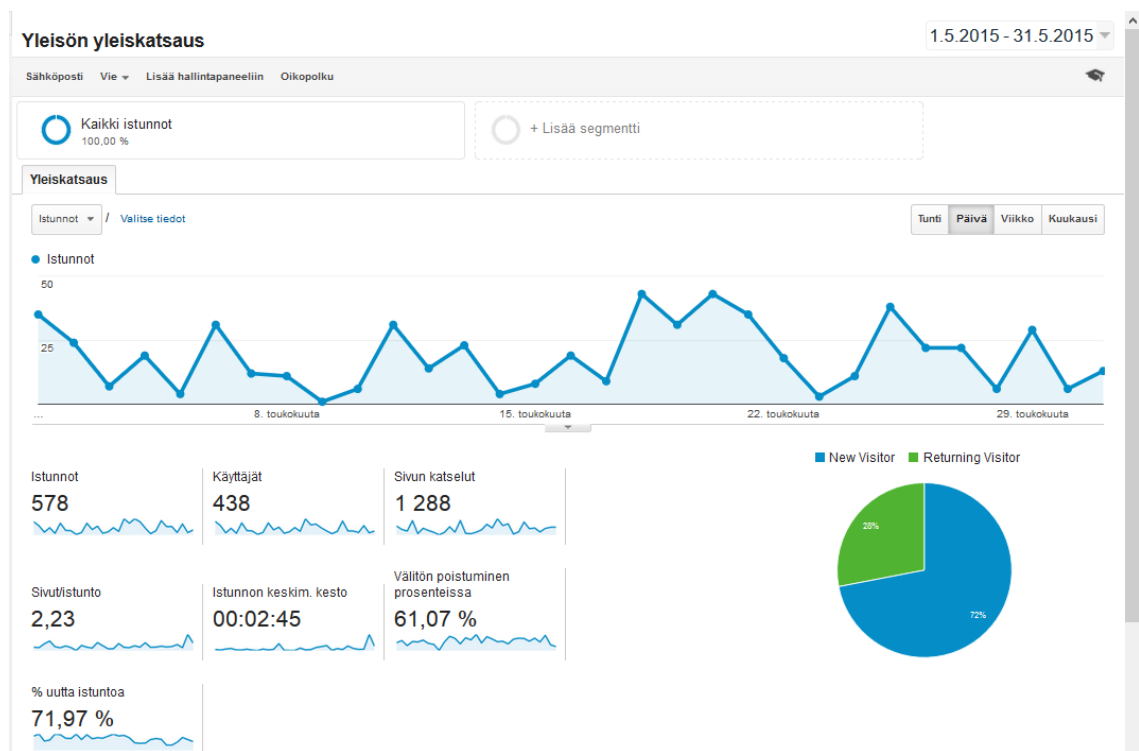 Yleisön yleiskatsaus
1.5.2015 - 31.5.2015
Sähköposti Vie Lisää hallintapaneeliin Oikopolku
Kaikki istunnot
100,00 %
+ Lisää segmentti
Yleiskatsaus
Istunnot / Valitse tiedot
Tunti Päivä Viikko Kuukausi
Istunnot
50
25
... 8. toukokuuta 15. toukokuuta 22. toukokuuta 29. toukokuuta
New Visitor Returning Visitor
Istunnot Käyttäjät Sivun katselut
578 438 1 288
28%
72%
Sivut/istunto Istunnon keskim. kesto Välitön poistuminen
prosenteissa
2,23 00:02:45 61,07 %
% uutta istuntoa
71,97 %